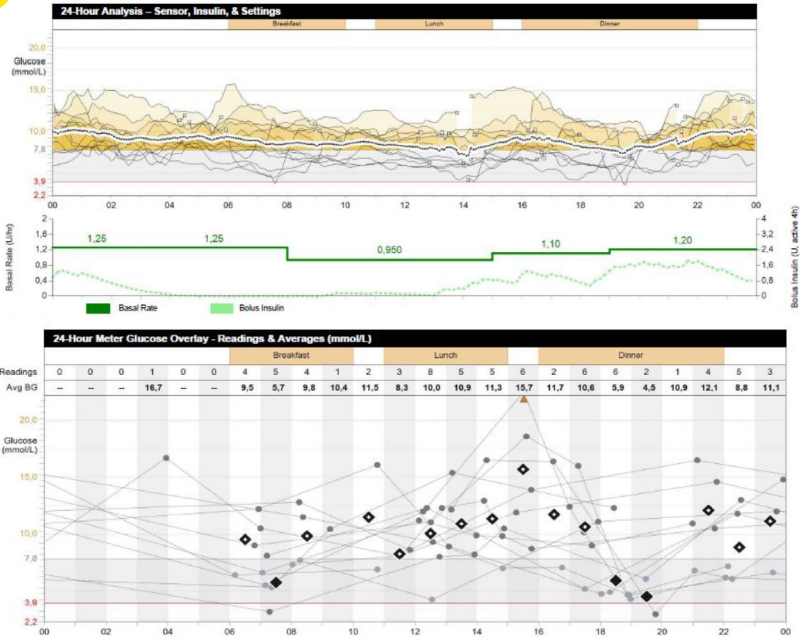 24-Hour Analysis – Sensor, Insulin, & Settings
Breakfast Lunch Dinner
20,0
Glucose
(mmol/L)
15,0
10,0
7,8
3,9
2,2
00 02 04 06 08 10 12 14 16 18 20 22 00
Basal Rate (U/hr)
2
1,6
1,2
0,8
0,4
0
1,25 1,25 0,950 1,10 1,20
4
3,2
2,4
1,6
0,8
0
Bolus Insulin (U, active 4h)
Basal Rate Bolus Insulin
24-Hour Meter Glucose Overlay - Readings & Averages (mmol/L)
Breakfast Lunch Dinner
Readings 0 0 0 1 0 0 4 5 4 1 2 3 8 5 5 6 2 6 6 2 1 4 5 3
Avg BG -- -- -- 16,7 -- -- 9,5 5,7 9,8 10,4 11,5 8,3 10,0 10,9 11,3 15,7 11,7 10,6 5,9 4,5 10,9 12,1 8,8 11,1
20,0
Glucose
(mmol/L)
15,0
10,0
7,8
3,9
2,2
00 02 04 06 08 10 12 14 16 18 20 22 00